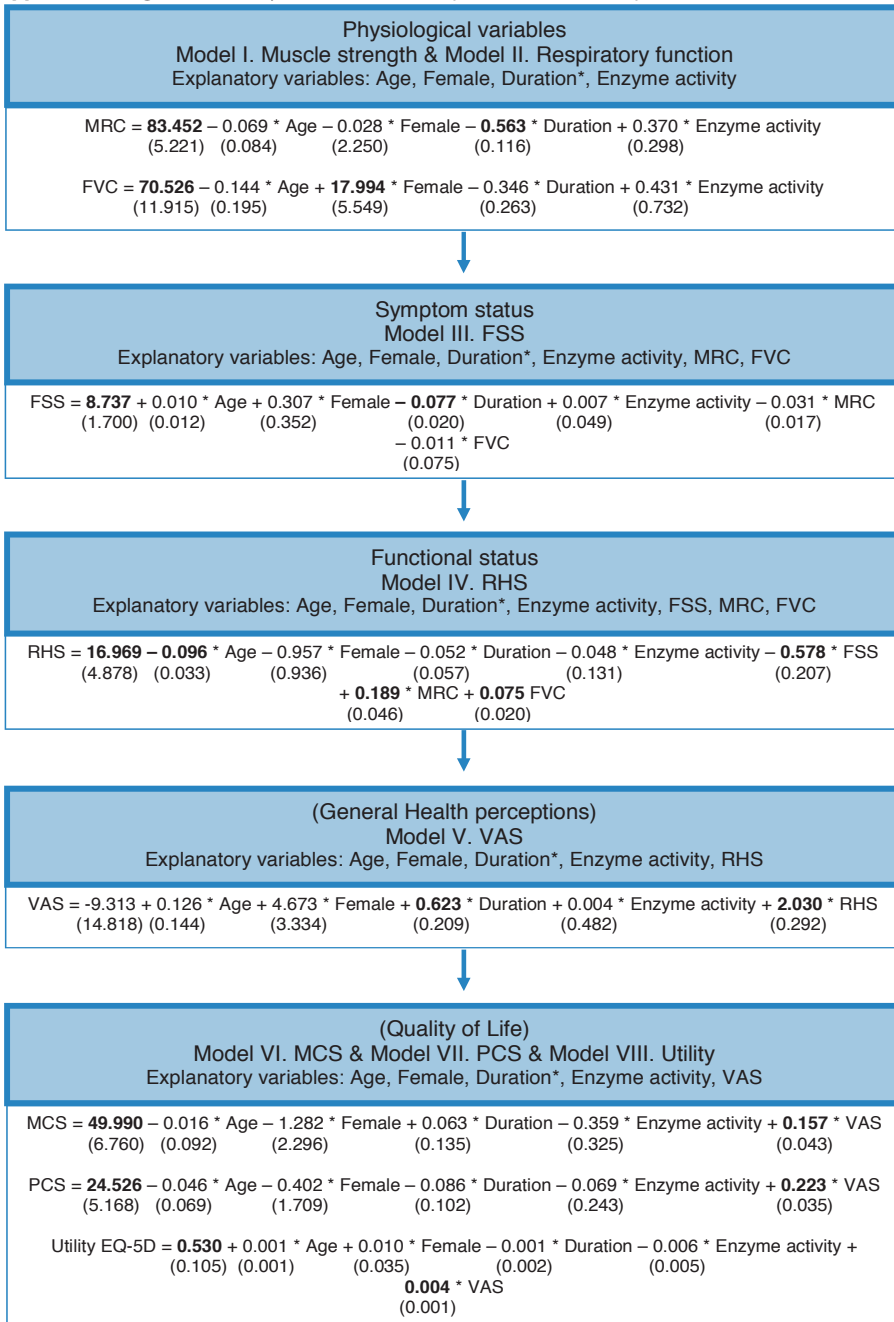 Physiological variables
Model I. Muscle strength & Model II. Respiratory function
Explanatory variables: Age, Female, Duration*, Enzyme activity
MRC = 83.452 – 0.069 * Age – 0.028 * Female – 0.563 * Duration + 0.370 * Enzyme activity
(5.221) (0.084) (2.250) (0.116) (0.298)
FVC = 70.526 – 0.144 * Age + 17.994 * Female – 0.346 * Duration + 0.431 * Enzyme activity
(11.915) (0.195) (5.549) (0.263) (0.732)
Symptom status
Model III. FSS
Explanatory variables: Age, Female, Duration*, Enzyme activity, MRC, FVC
FSS = 8.737 + 0.010 * Age + 0.307 * Female – 0.077 * Duration + 0.007 * Enzyme activity – 0.031 * MRC
(1.700) (0.012) (0.352) (0.020) (0.049) (0.017)
– 0.011 * FVC
(0.075)
Functional status
Model IV. RHS
Explanatory variables: Age, Female, Duration*, Enzyme activity, FSS, MRC, FVC
RHS = 16.969 – 0.096 * Age – 0.957 * Female – 0.052 * Duration – 0.048 * Enzyme activity – 0.578 * FSS
(4.878) (0.033) (0.936) (0.057) (0.131) (0.207)
+ 0.189 * MRC + 0.075 FVC
(0.046) (0.020)
(General Health perceptions)
Model V. VAS
Explanatory variables: Age, Female, Duration*, Enzyme activity, RHS
VAS = -9.313 + 0.126 * Age + 4.673 * Female + 0.623 * Duration + 0.004 * Enzyme activity + 2.030 * RHS
(14.818) (0.144) (3.334) (0.209) (0.482) (0.292)
(Quality of Life)
Model VI. MCS & Model VII. PCS & Model VIII. Utility
Explanatory variables: Age, Female, Duration*, Enzyme activity, VAS
MCS = 49.990 – 0.016 * Age – 1.282 * Female + 0.063 * Duration – 0.359 * Enzyme activity + 0.157 * VAS
(6.760) (0.092) (2.296) (0.135) (0.325) (0.043)
PCS = 24.526 – 0.046 * Age – 0.402 * Female – 0.086 * Duration – 0.069 * Enzyme activity + 0.223 * VAS
(5.168) (0.069) (1.709) (0.102) (0.243) (0.035)
Utility EQ-5D = 0.530 + 0.001 * Age + 0.010 * Female – 0.001 * Duration – 0.006 * Enzyme activity +
(0.105) (0.001) (0.035) (0.002) (0.005)
0.004 * VAS
(0.001)